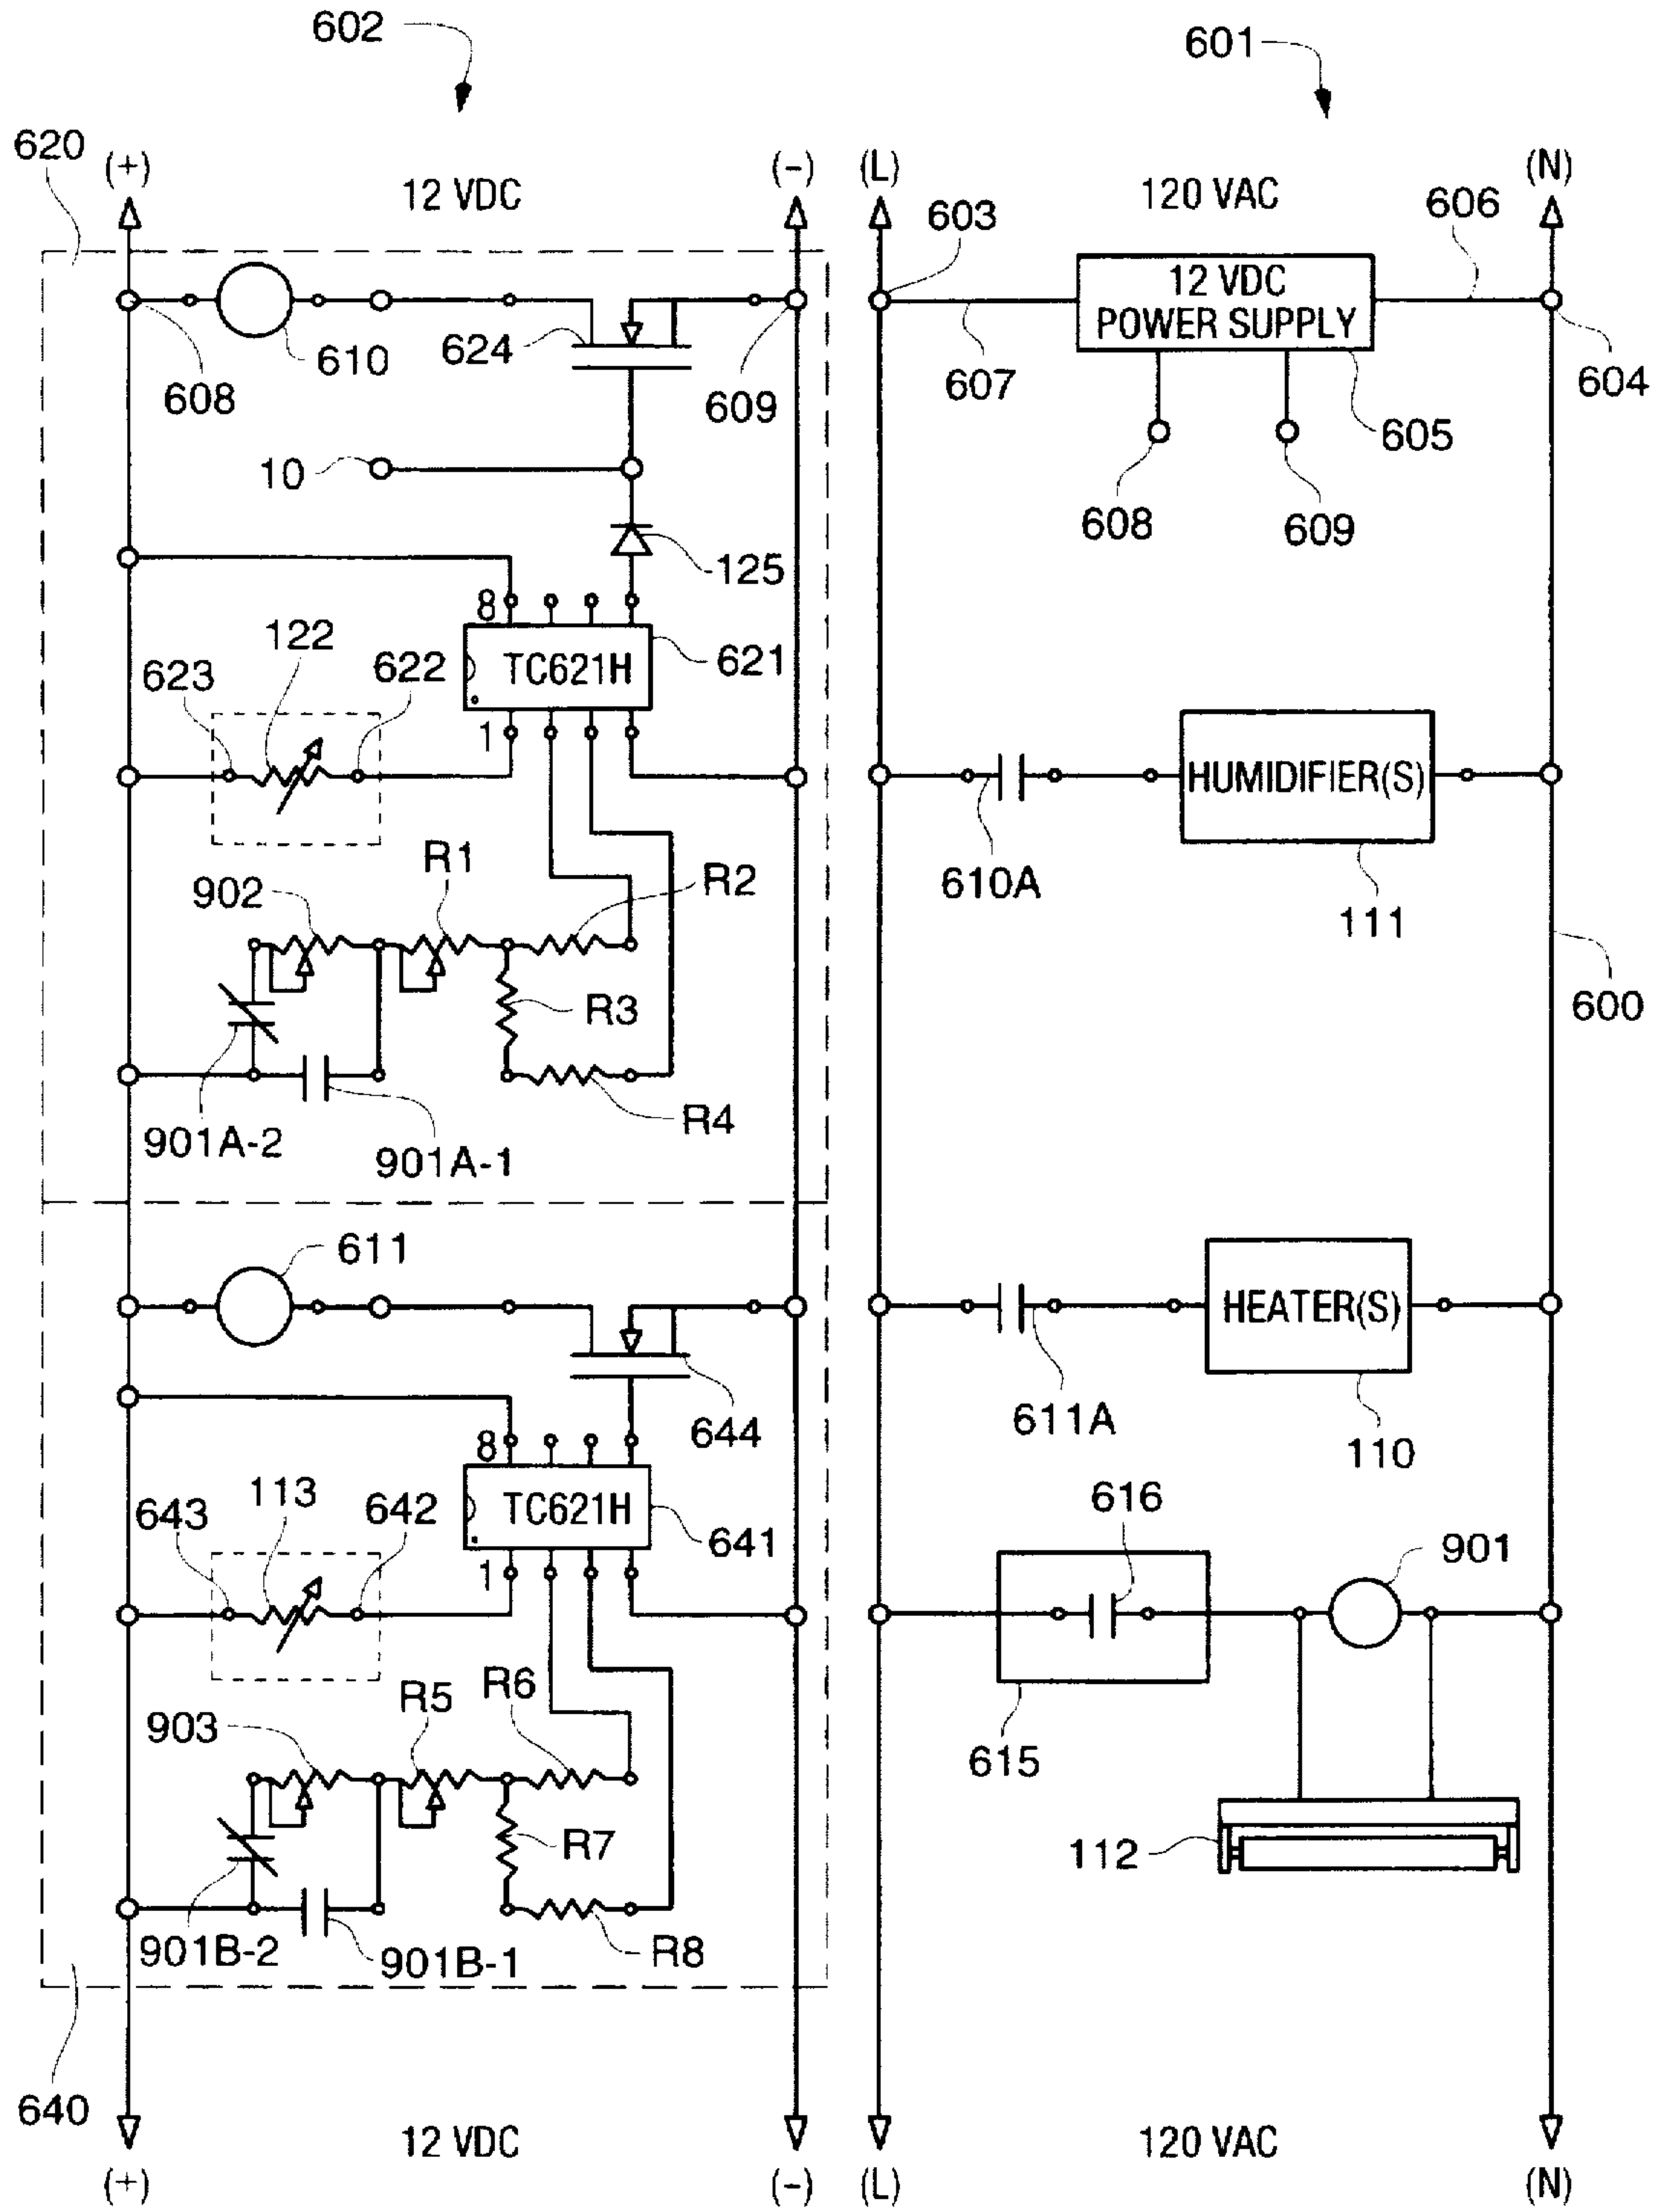 602
601
620
(+)
12 VDC
(-)
(L)
120 VAC
(N)
603
606
12 VDC
POWER SUPPLY
624
610
608
609
607
604
605
10
608
609
125
8
122
TC621H
621
623
622
1
HUMIDIFIER(S)
R1
902
R2
610A
111
R3
600
R4
901A-2
901A-1
611
HEATER(S)
644
611A
110
8
113
TC621H
616
643
642
641
901
1
R6
R5
903
615
R7
112
901B-2
901B-1
R8
640
12 VDC
120 VAC
(+)
(-)
(L)
(N)